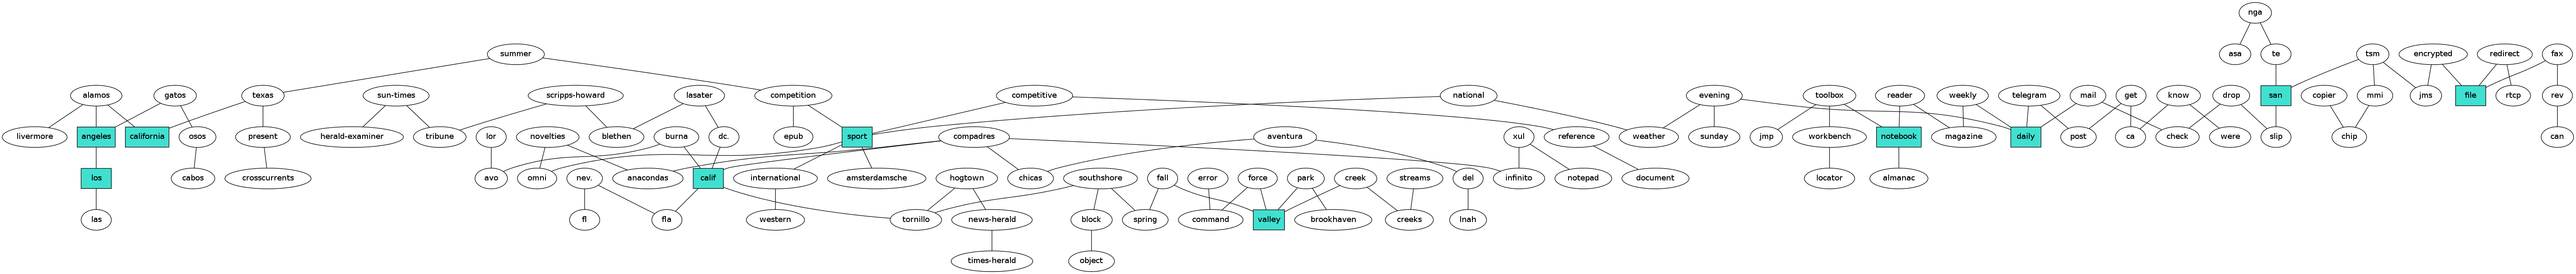 nga
summer asa te tsm encrypted redirect fax
alamos gatos texas sun-times scripps-howard lasater competition competitive national evening toolbox reader weekly telegram mail get know drop san copier mmi jms file rtcp rev
livermore angeles california osos present herald-examiner tribune lor novelties blethen burna dc. epub sport compadres aventura xul reference weather sunday jmp workbench notebook magazine daily post ca check were slip chip can
los cabos crosscurrents avo omni nev. anacondas calif international amsterdamsche hogtown chicas southshore fall error force park creek streams del infinito notepad document locator almanac
las fl fla western tornillo news-herald block spring command valley brookhaven creeks lnah
times-herald object